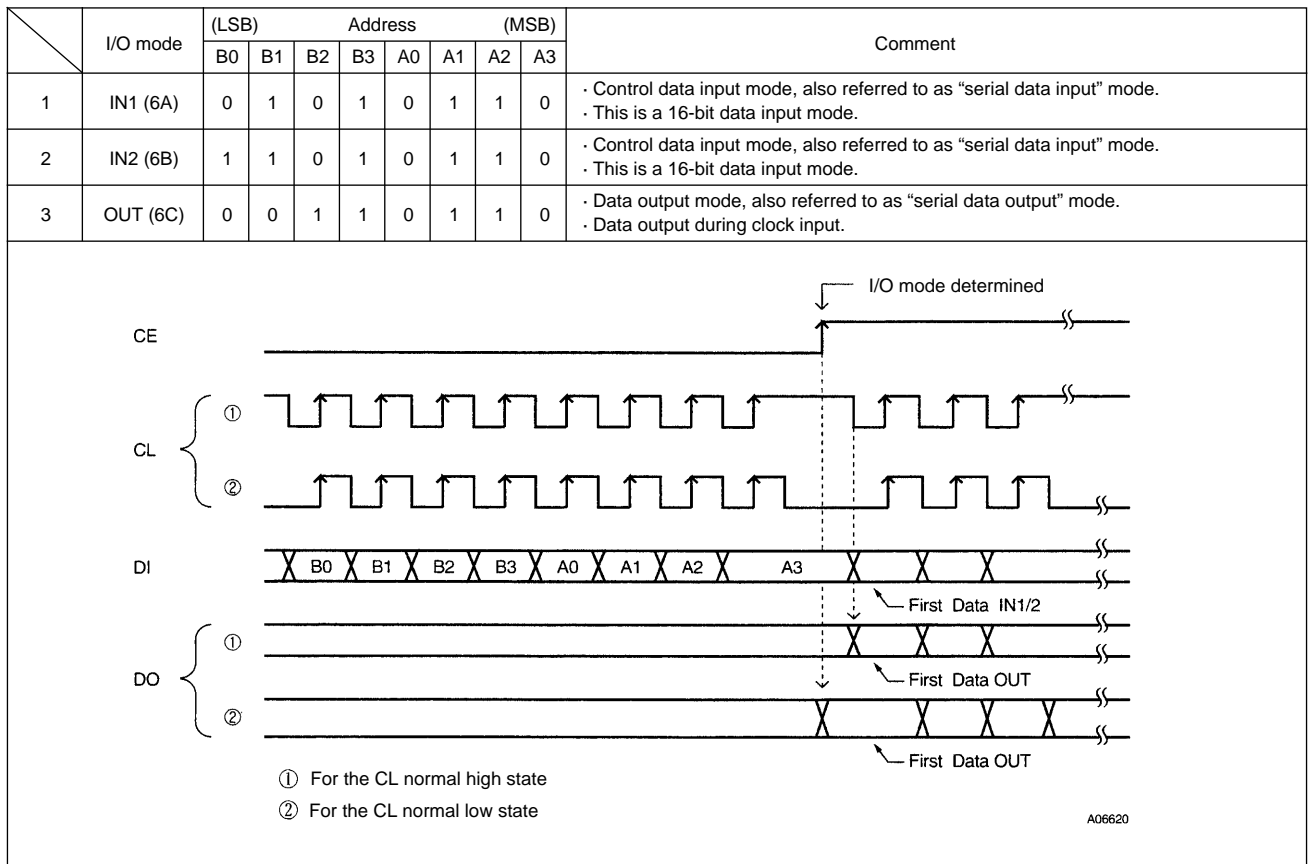 I/O mode (LSB) Address (MSB) Comment
B0 B1 B2 B3 A0 A1 A2 A3
1 IN1 (6A) 0 1 0 1 0 1 1 0 · Control data input mode, also referred to as “serial data input” mode.
· This is a 16-bit data input mode.
2 IN2 (6B) 1 1 0 1 0 1 1 0 · Control data input mode, also referred to as “serial data input” mode.
· This is a 16-bit data input mode.
3 OUT (6C) 0 0 1 1 0 1 1 0 · Data output mode, also referred to as “serial data output” mode.
· Data output during clock input.
I/O mode determined
CE
①
CL
②
DI B0 B1 B2 B3 A0 A1 A2 A3
First Data IN1/2
①
DO First Data OUT
②
First Data OUT
① For the CL normal high state
② For the CL normal low state
A06620